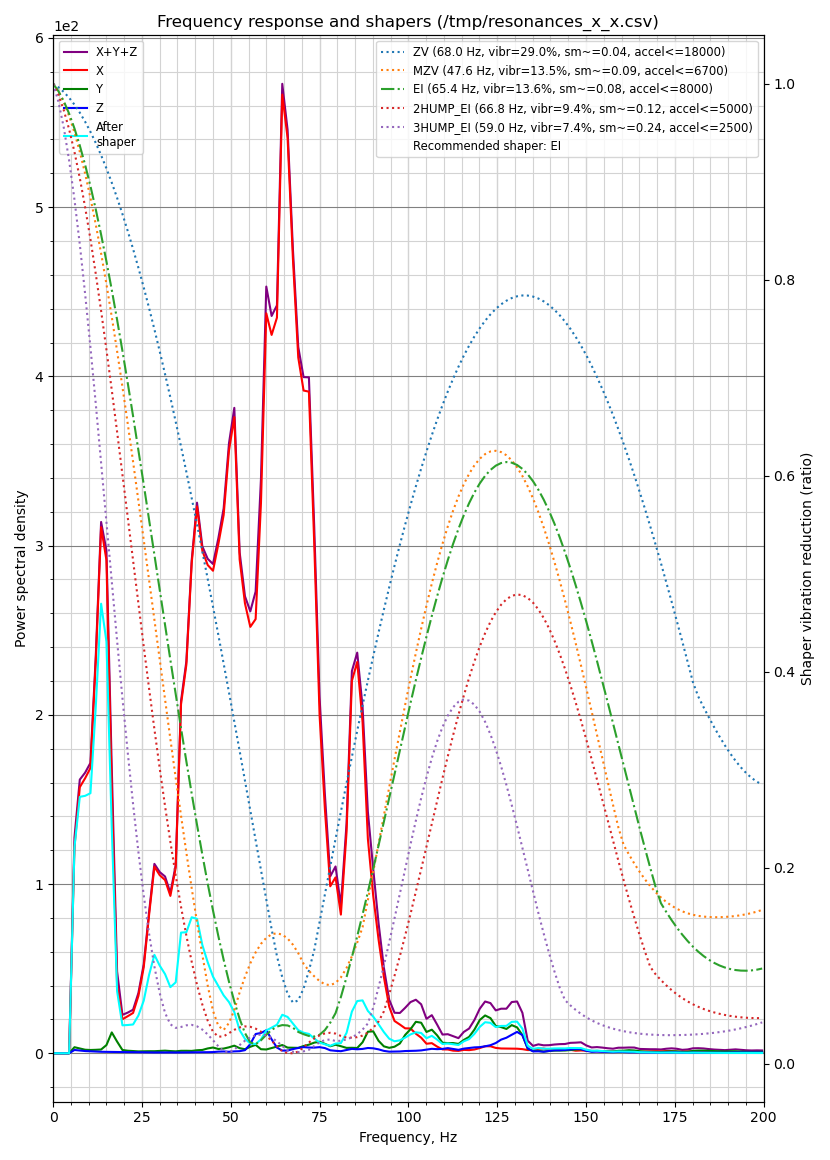 Frequency response and shapers (/tmp/resonances_x_x.csv)
1e2
X+Y+Z
X
Y
Z
After
shaper
ZV (68.0 Hz, vibr=29.0%, sm~=0.04, accel<=18000)
MZV (47.6 Hz, vibr=13.5%, sm~=0.09, accel<=6700)
EI (65.4 Hz, vibr=13.6%, sm~=0.08, accel<=8000)
2HUMP_EI (66.8 Hz, vibr=9.4%, sm~=0.12, accel<=5000)
3HUMP_EI (59.0 Hz, vibr=7.4%, sm~=0.24, accel<=2500)
Recommended shaper: EI
6
5
4
3
2
1
0
Power spectral density
1.0
0.8
0.6
0.4
0.2
0.0
Shaper vibration reduction (ratio)
0 25 50 75 100 125 150 175 200
Frequency, Hz